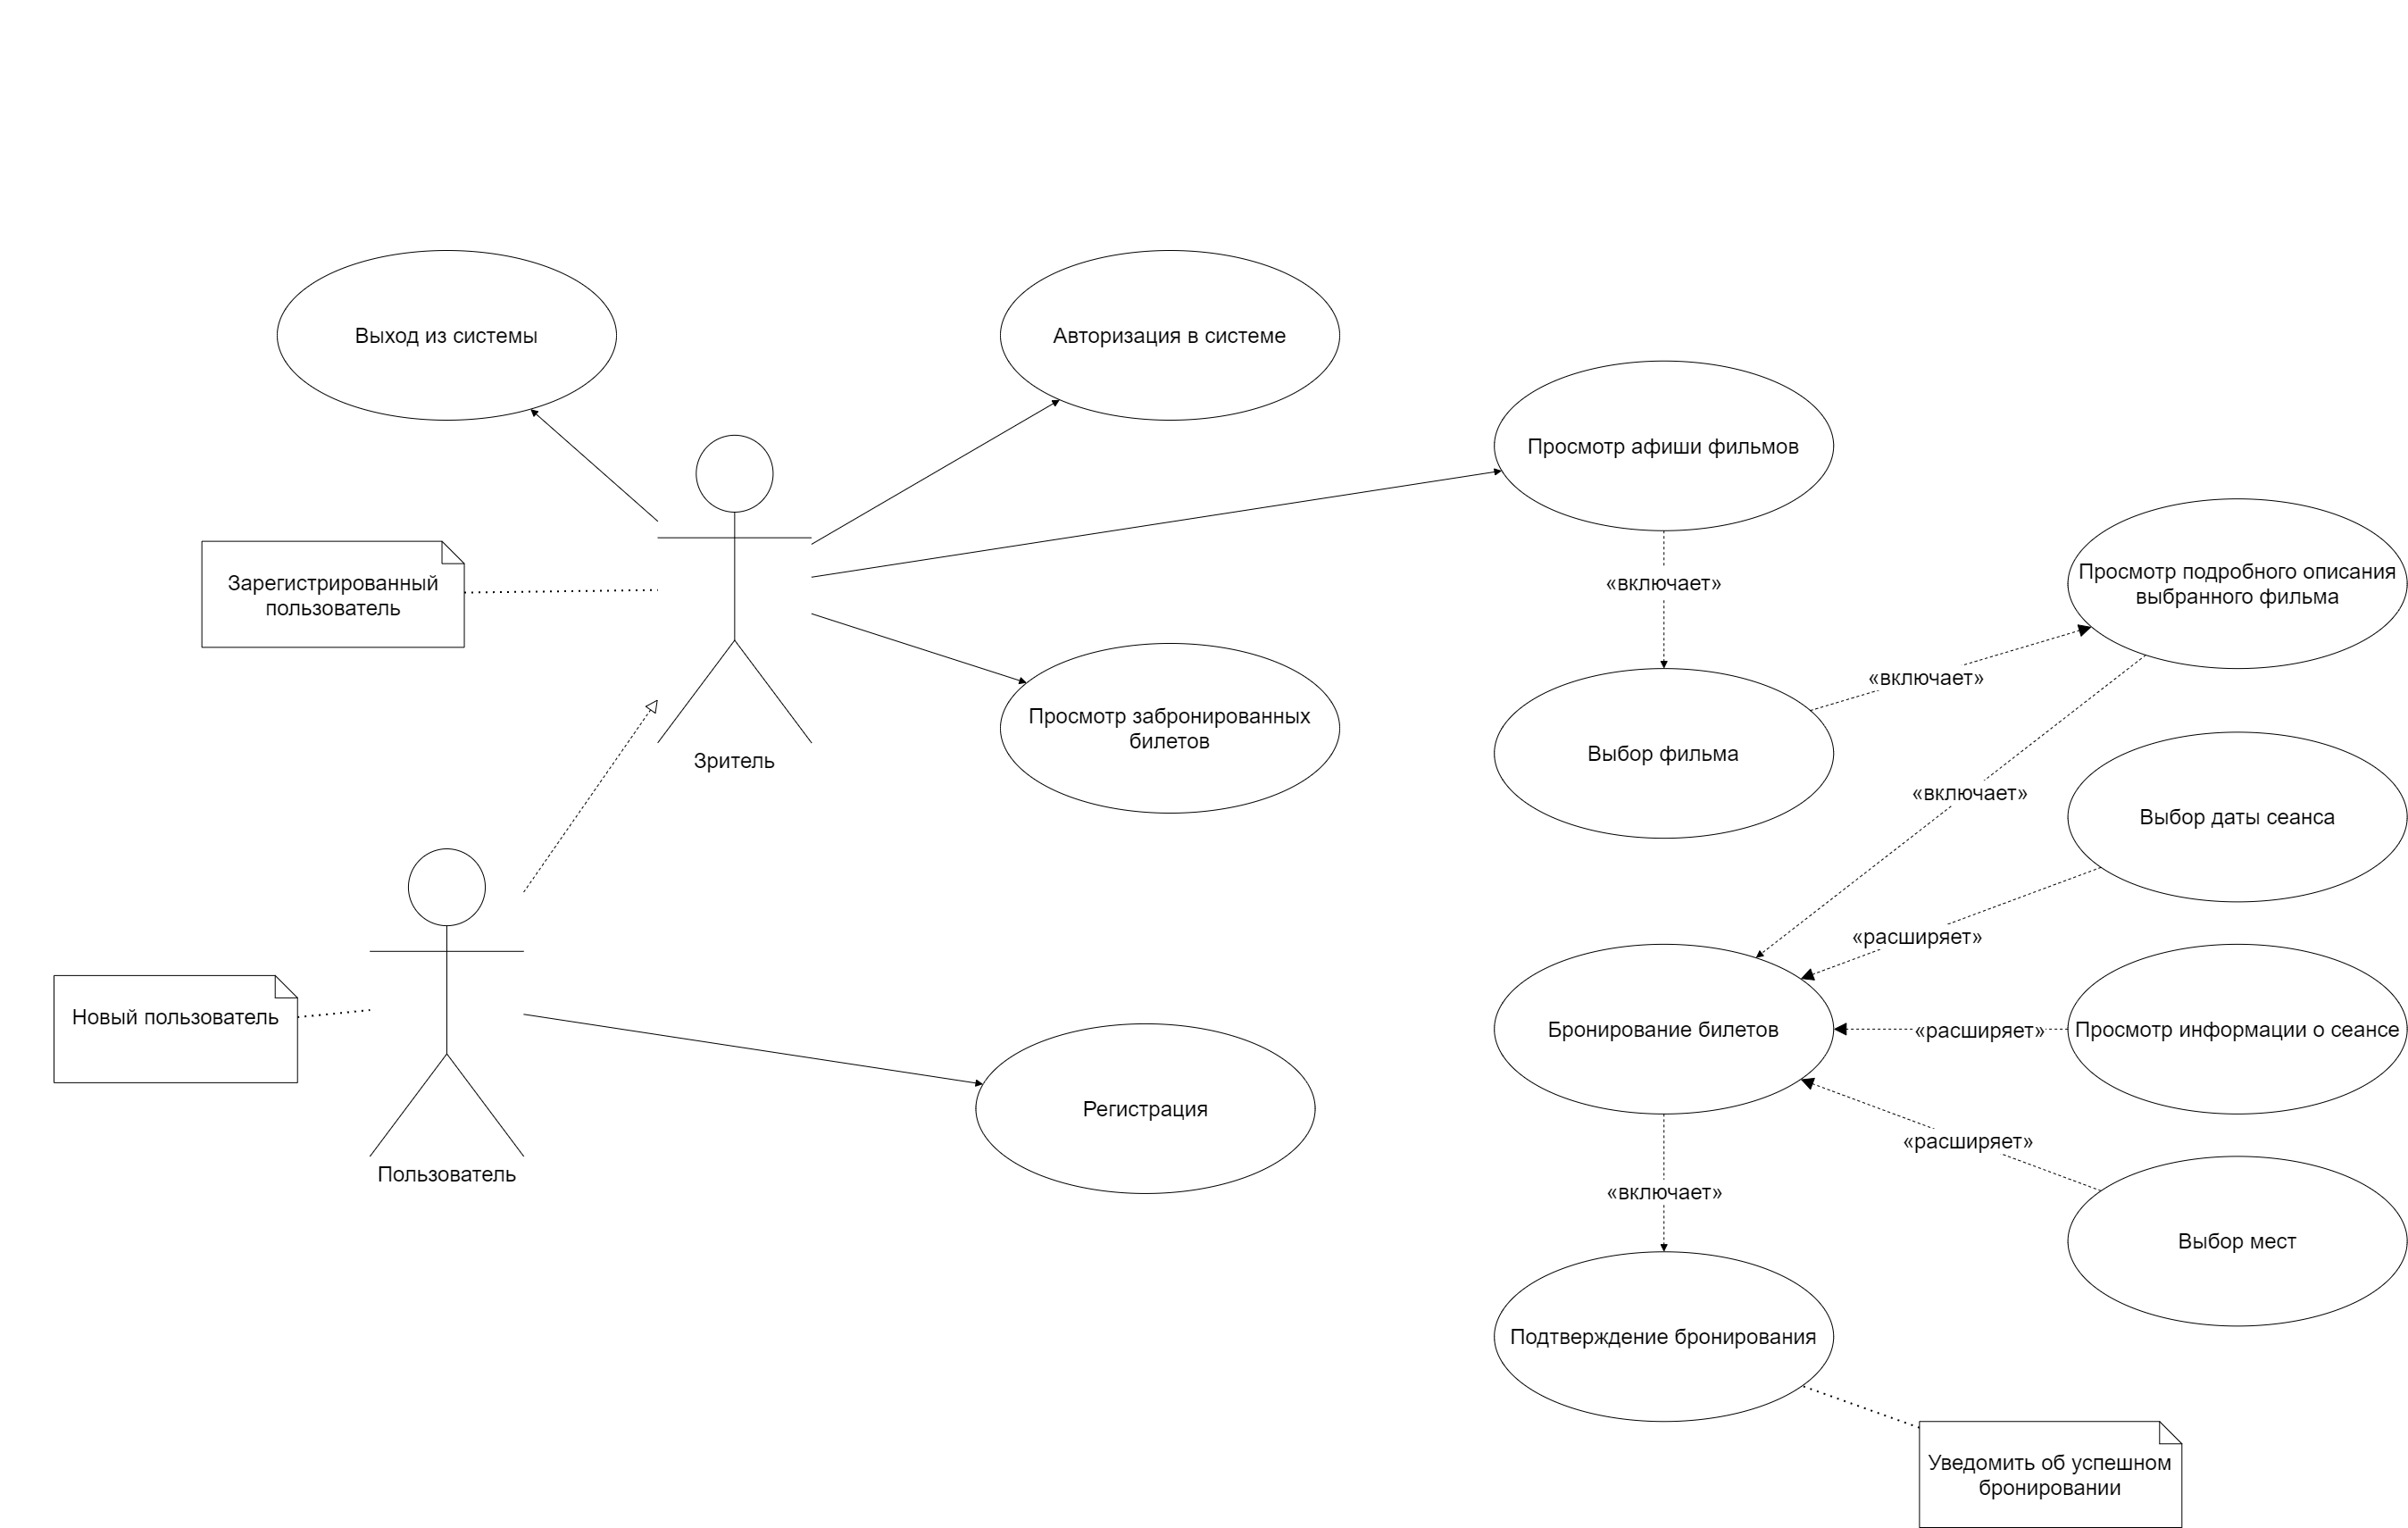 Выход из системы
Авторизация в системе
Просмотр афиши фильмов
Зарегистрированный
пользователь
«включает»
Просмотр подробного описания
выбранного фильма
«включает»
Просмотр забронированных
билетов
Выбор фильма
Зритель
«включает»
Выбор даты сеанса
«расширяет»
Новый пользователь
Бронирование билетов
«расширяет»
Просмотр информации о сеансе
Регистрация
«расширяет»
Пользователь
«включает»
Выбор мест
Подтверждение бронирования
Уведомить об успешном
бронировании